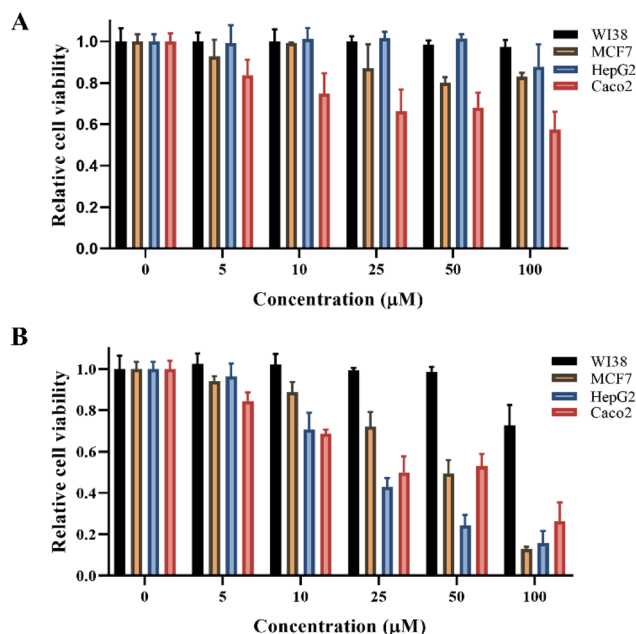 A
Relative cell viability
1.0
0.8
0.6
0.4
0.2
0.0
0 5 10 25 50 100
Concentration (μM)
WI38
MCF7
HepG2
Caco2
B
Relative cell viability
1.0
0.8
0.6
0.4
0.2
0.0
0 5 10 25 50 100
Concentration (μM)
WI38
MCF7
HepG2
Caco2